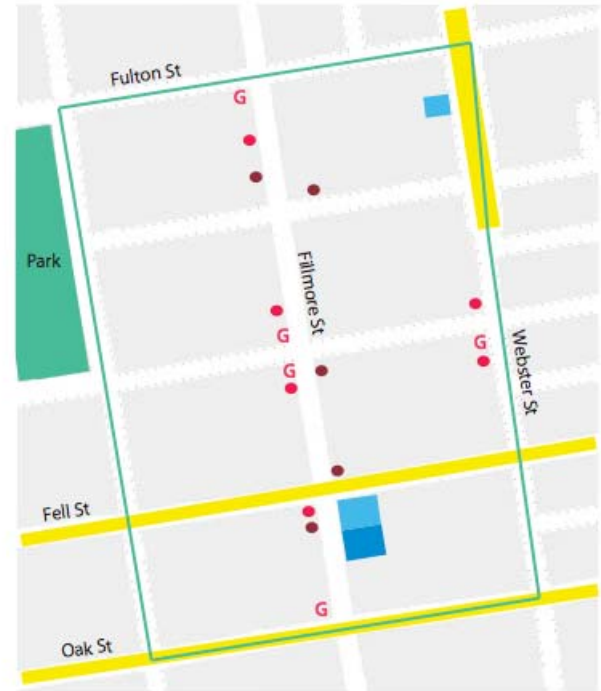 Fulton St
G
Park
Fillmore St
G
G
G
Webster St
Fell St
G
Oak St